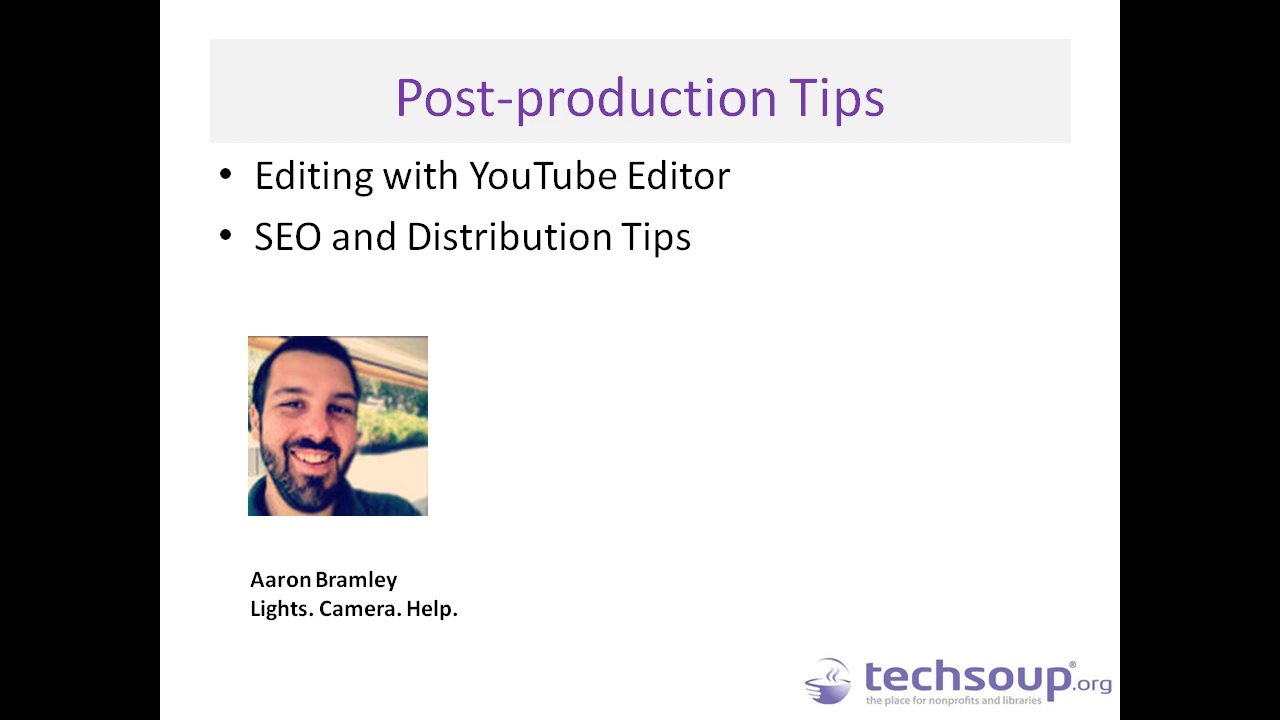 Post-production Tips
• Editing with YouTube Editor
• SEO and Distribution Tips
Aaron Bramley
Lights. Camera. Help.
techsoup®.org
the place for nonprofits and libraries